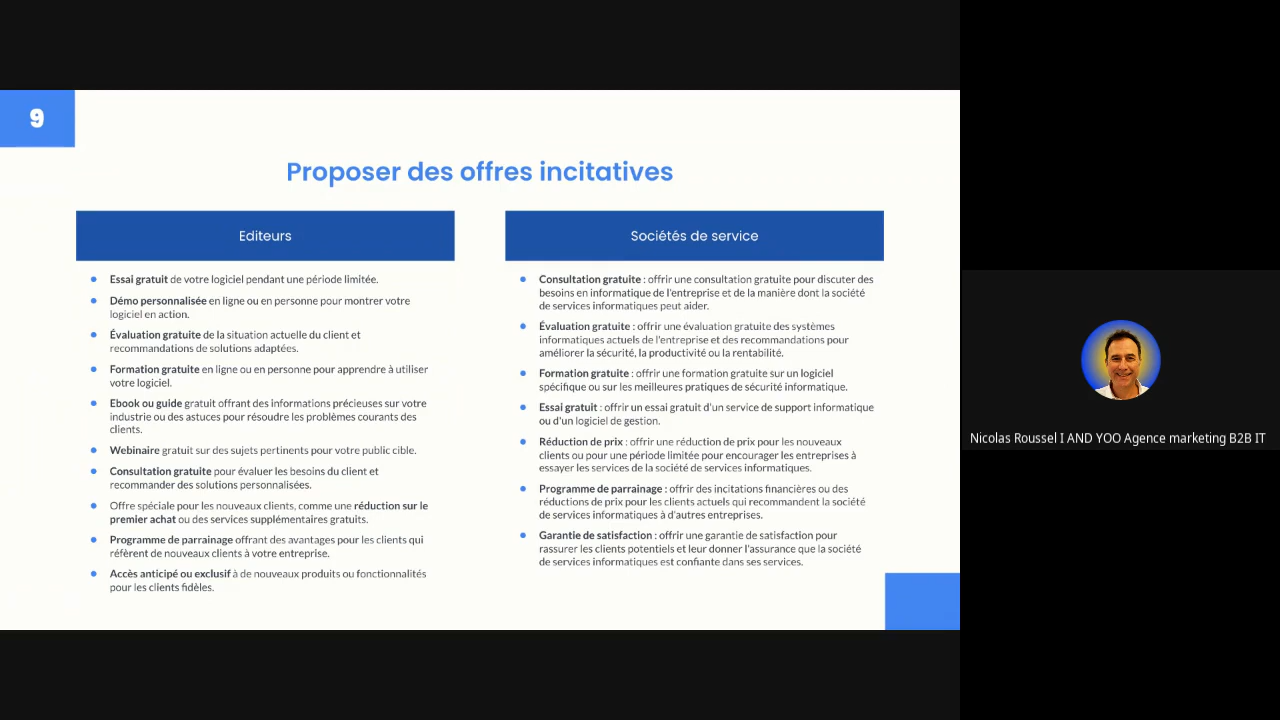 9
Proposer des offres incitatives
Editeurs
Essai gratuit de votre logiciel pendant une période limitée.
Démo personnalisée en ligne ou en personne pour montrer votre
logiciel en action.
Évaluation gratuite de la situation actuelle du client et
recommandations de solutions adaptées.
Formation gratuite en ligne ou en personne pour apprendre à utiliser
votre logiciel.
Ebook ou guide gratuit offrant des informations précieuses sur votre
industrie ou des astuces pour résoudre les problèmes courants des
clients.
Webinaire gratuit sur des sujets pertinents pour votre public cible.
Consultation gratuite pour évaluer les besoins du client et
recommander des solutions personnalisées.
Offre spéciale pour les nouveaux clients, comme une réduction sur le
premier achat ou des services supplémentaires gratuits.
Programme de parrainage offrant des avantages pour les clients qui
réfèrent de nouveaux clients à votre entreprise.
Accès anticipé ou exclusif à de nouveaux produits ou fonctionnalités
pour les clients fidèles.
Sociétés de service
Consultation gratuite : offrir une consultation gratuite pour discuter des
besoins en informatique de l'entreprise et de la manière dont la société
de services informatiques peut aider.
Évaluation gratuite : offrir une évaluation gratuite des systèmes
informatiques actuels de l'entreprise et des recommandations pour
améliorer la sécurité, la productivité ou la rentabilité.
Formation gratuite : offrir une formation gratuite sur un logiciel
spécifique ou sur les meilleures pratiques de sécurité informatique.
Essai gratuit : offrir un essai gratuit d'un service de support informatique
ou d'un logiciel de gestion.
Réduction de prix : offrir une réduction de prix pour les nouveaux
clients ou pour une période limitée pour encourager les entreprises à
essayer les services de la société de services informatiques.
Programme de parrainage : offrir des incitations financières ou des
réductions de prix pour les clients actuels qui recommandent la société
de services informatiques à d'autres entreprises.
Garantie de satisfaction : offrir une garantie de satisfaction pour
rassurer les clients potentiels et leur donner l'assurance que la société
de services informatiques est confiante dans ses services.
Nicolas Roussel I AND YOO Agence marketing B2B IT